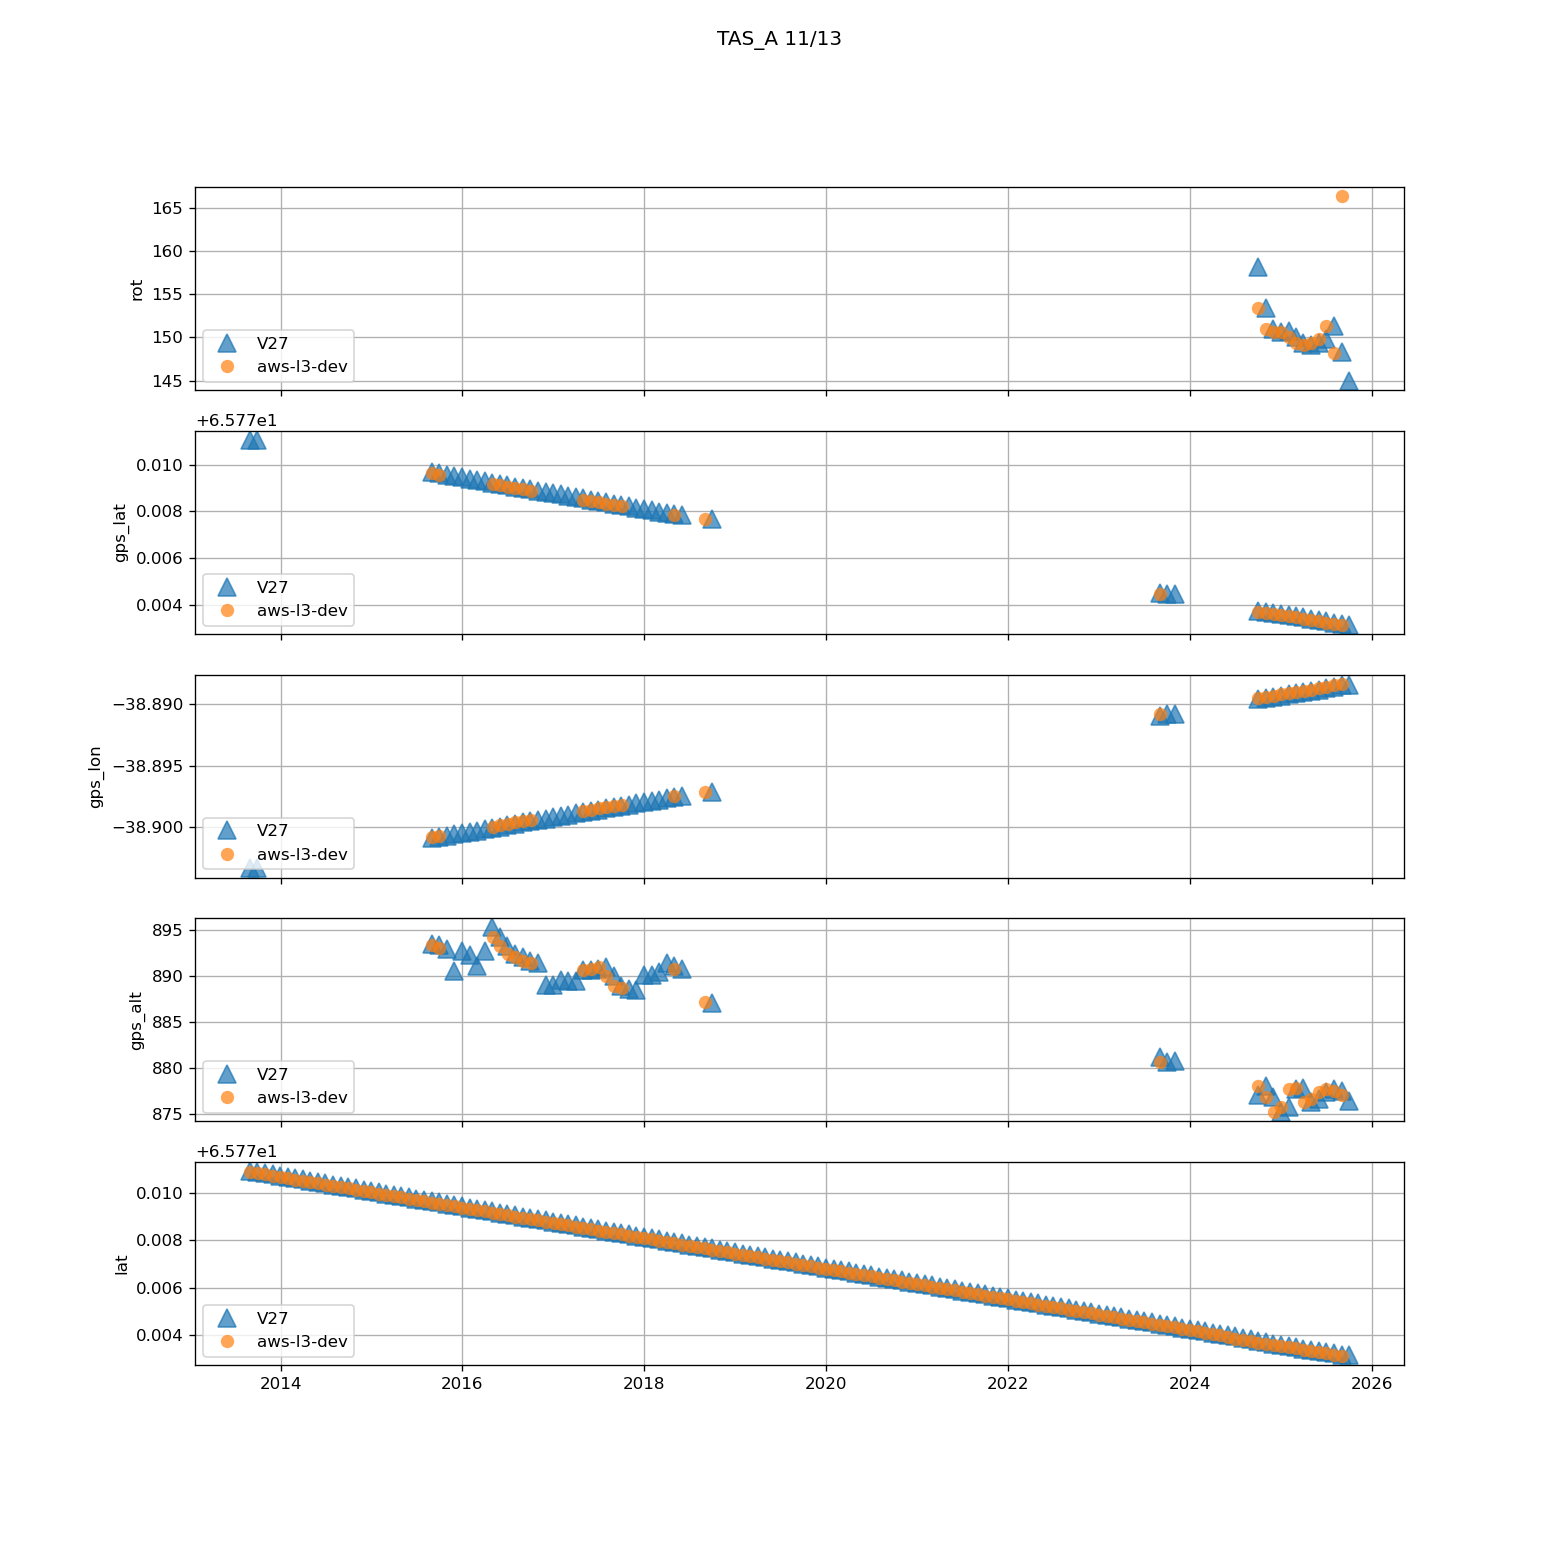 TAS_A 11/13
165
160
155
150
145
rot
V27
aws-l3-dev
+6.577e1
0.010
0.008
0.006
0.004
gps_lat
V27
aws-l3-dev
−38.890
−38.895
−38.900
gps_lon
V27
aws-l3-dev
895
890
885
880
875
gps_alt
V27
aws-l3-dev
+6.577e1
0.010
0.008
0.006
0.004
lat
V27
aws-l3-dev
2014 2016 2018 2020 2022 2024 2026